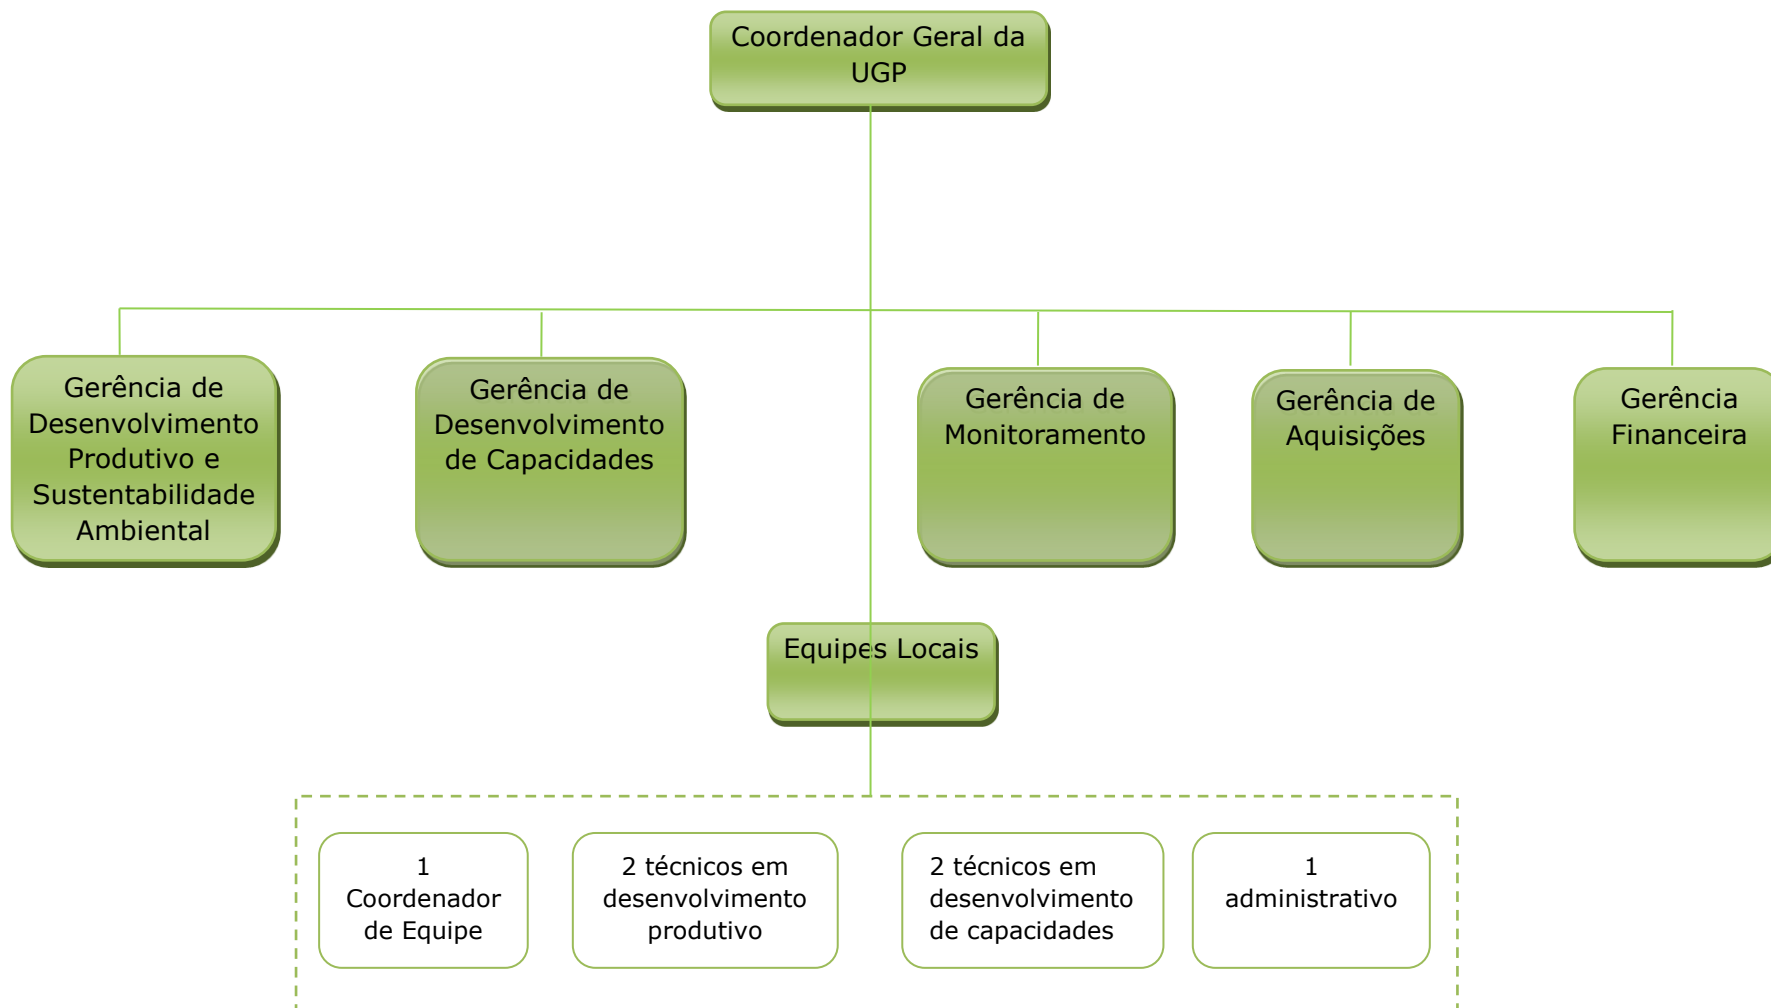 Coordenador Geral da
UGP
Gerência de
Desenvolvimento
Produtivo e
Sustentabilidade
Ambiental
Gerência de
Desenvolvimento
de Capacidades
Gerência de
Monitoramento
Gerência de
Aquisições
Gerência
Financeira
Equipes Locais
1
Coordenador
de Equipe
2 técnicos em
desenvolvimento
produtivo
2 técnicos em
desenvolvimento
de capacidades
1
administrativo